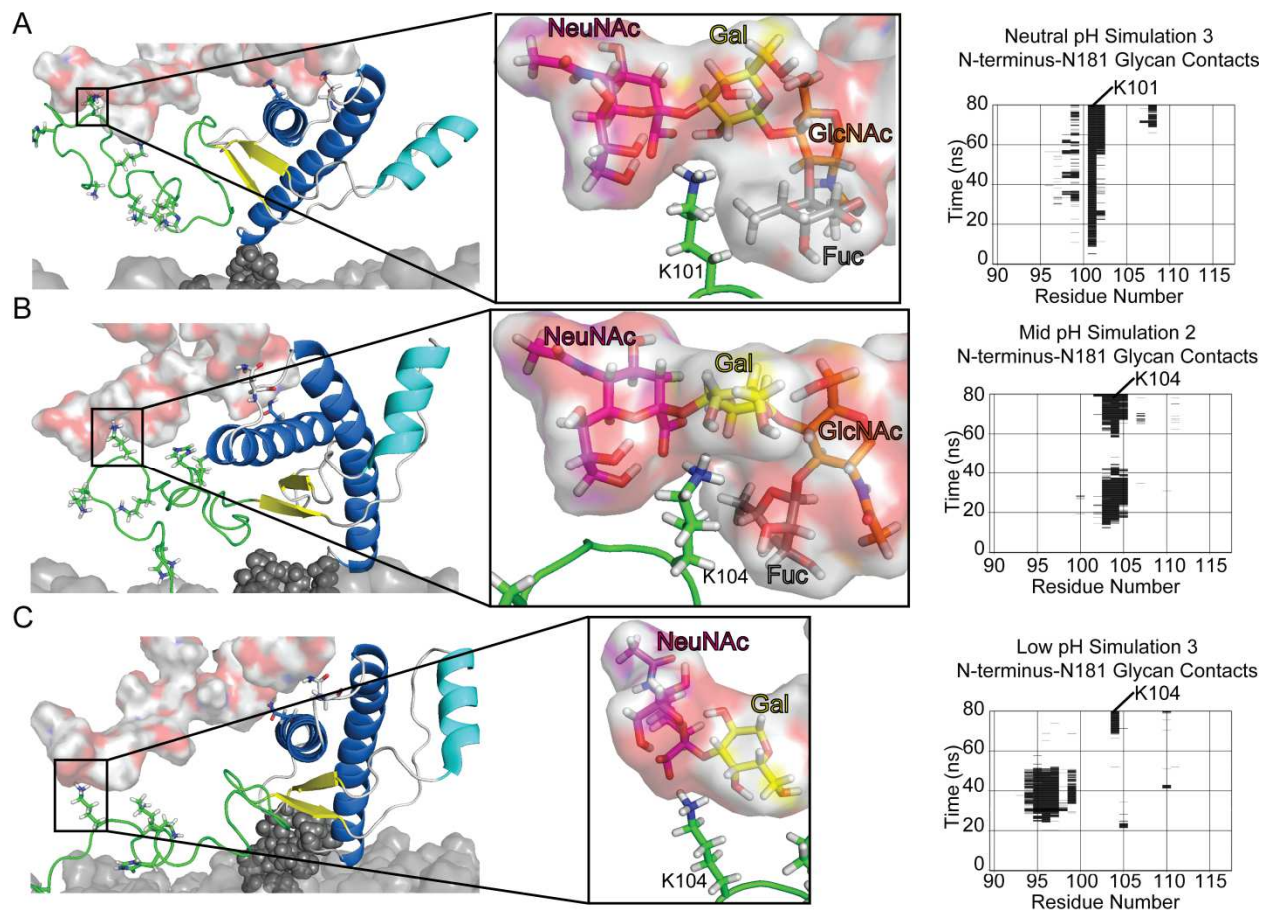 A
NeuNAc
Gal
GlcNAc
Fuc
K101
Neutral pH Simulation 3
N-terminus-N181 Glycan Contacts
K101
80
60
40
20
0
Time (ns)
90 95 100 105 110 115
Residue Number
B
NeuNAc
Gal
GlcNAc
Fuc
K104
Mid pH Simulation 2
N-terminus-N181 Glycan Contacts
K104
80
60
40
20
0
Time (ns)
90 95 100 105 110 115
Residue Number
C
NeuNAc
Gal
K104
Low pH Simulation 3
N-terminus-N181 Glycan Contacts
K104
80
60
40
20
0
Time (ns)
90 95 100 105 110 115
Residue Number